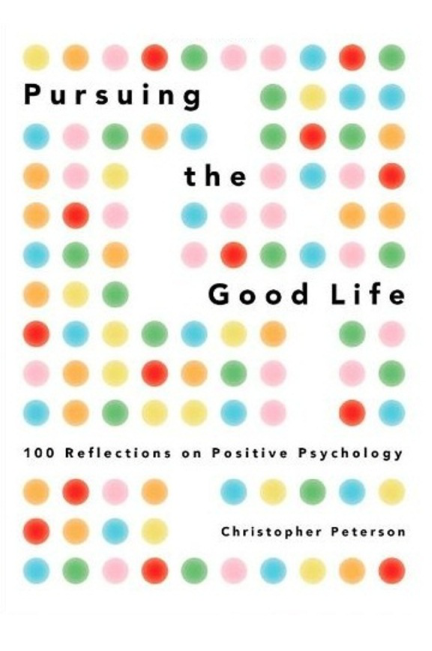 Pursuing
the
Good Life
100 Reflections on Positive Psychology
Christopher Peterson